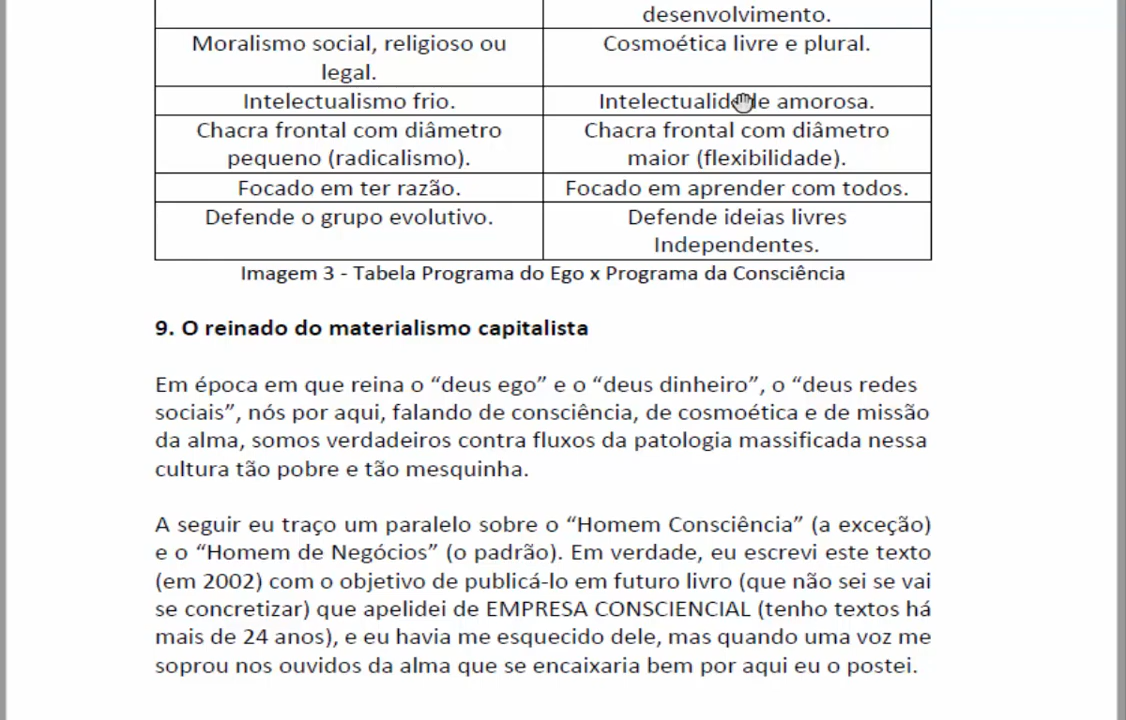 desenvolvimento.
Moralismo social, religioso ou
legal.
Cosmoética livre e plural.
Intelectualismo frio.
Intelectualidade amorosa.
Chacra frontal com diâmetro
pequeno (radicalismo).
Chacra frontal com diâmetro
maior (flexibilidade).
Focado em ter razão.
Focado em aprender com todos.
Defende o grupo evolutivo.
Defende ideias livres
Independentes.
Imagem 3 - Tabela Programa do Ego x Programa da Consciência
9. O reinado do materialismo capitalista
Em época em que reina o “deus ego” e o “deus dinheiro”, o “deus redes
sociais”, nós por aqui, falando de consciência, de cosmoética e de missão
da alma, somos verdadeiros contra fluxos da patologia massificada nessa
cultura tão pobre e tão mesquinha.
A seguir eu traço um paralelo sobre o “Homem Consciência” (a exceção)
e o “Homem de Negócios” (o padrão). Em verdade, eu escrevi este texto
(em 2002) com o objetivo de publicá-lo em futuro livro (que não sei se vai
se concretizar) que apelidei de EMPRESA CONSCIENCIAL (tenho textos há
mais de 24 anos), e eu havia me esquecido dele, mas quando uma voz me
soprou nos ouvidos da alma que se encaixaria bem por aqui eu o postei.